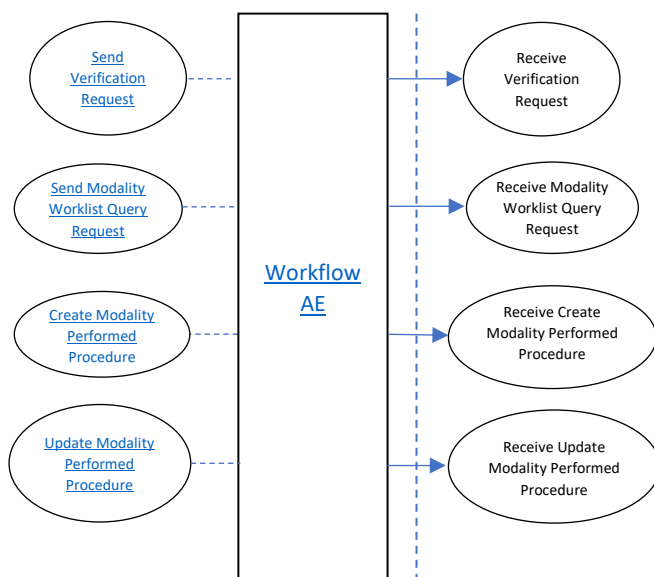 Send
Verification
Request
Receive
Verification
Request
Send Modality
Worklist Query
Request
Receive Modality
Worklist Query
Request
Workflow
AE
Create Modality
Performed
Procedure
Receive Create
Modality Performed
Procedure
Update Modality
Performed
Procedure
Receive Update
Modality Performed
Procedure